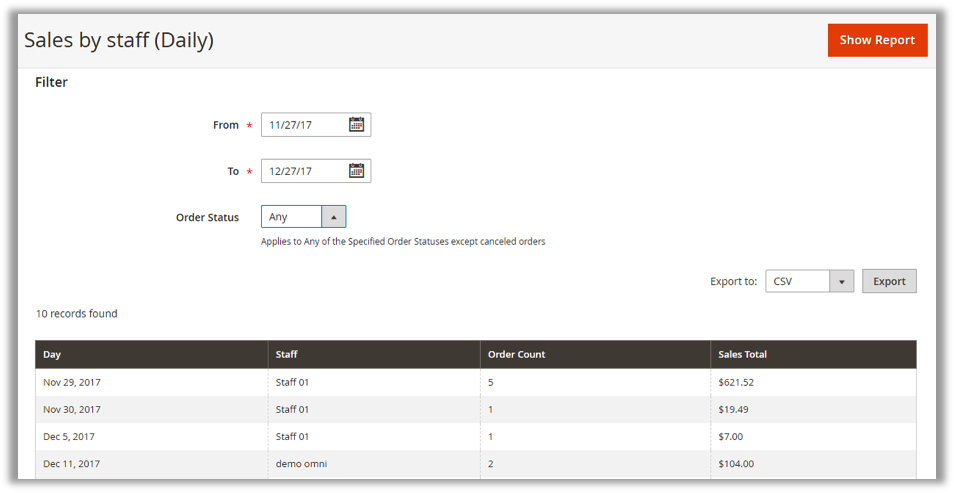 Sales by staff (Daily)
Show Report
Filter
From *
11/27/17
To *
12/27/17
Order Status
Any
Applies to Any of the Specified Order Statuses except canceled orders
Export to: CSV Export
10 records found
Day Staff Order Count Sales Total
Nov 29, 2017 Staff 01 5 $621.52
Nov 30, 2017 Staff 01 1 $19.49
Dec 5, 2017 Staff 01 1 $7.00
Dec 11, 2017 demo omni 2 $104.00